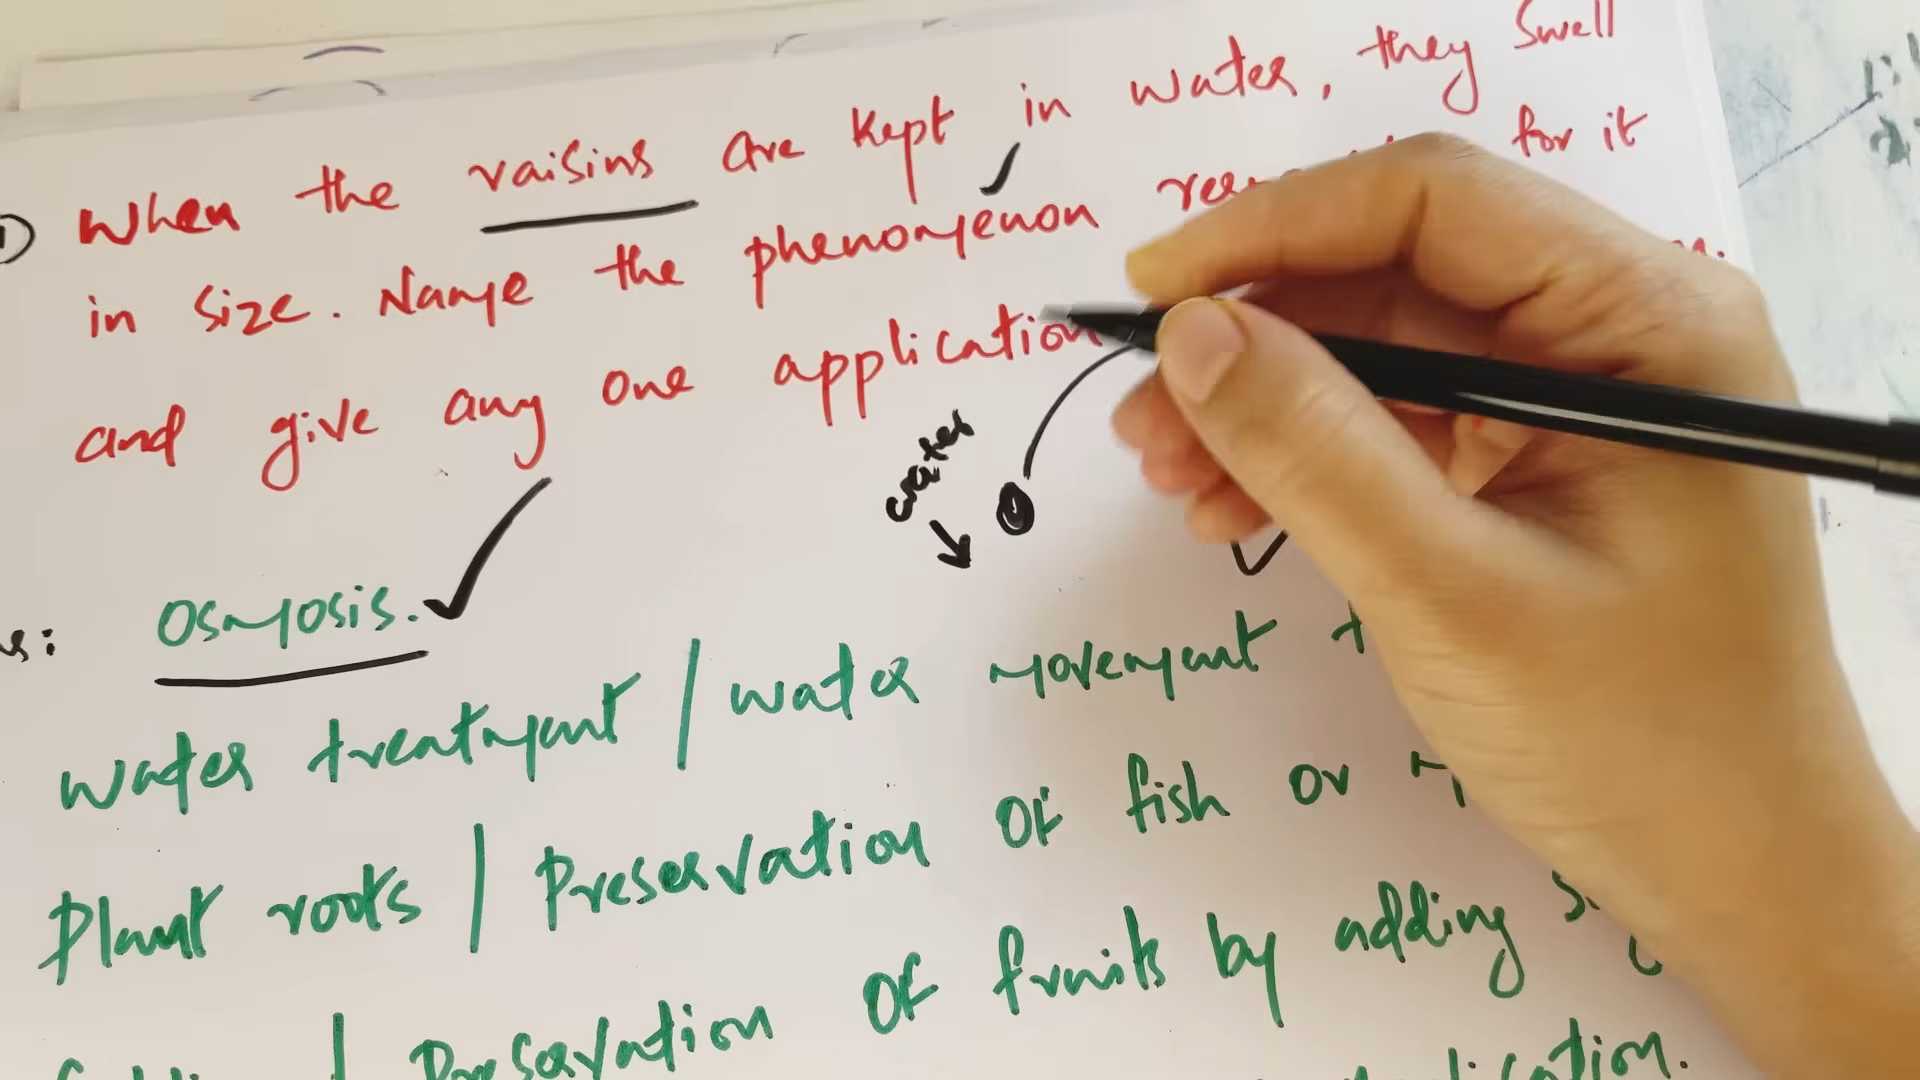 1) When the raisins are kept in water, they swell
in size. Name the phenomenon for it
and give any one application
water
Osmosis.
water treatment / water movement
Plant roots / Preservation of fish or
/ Preservation of fruits by adding